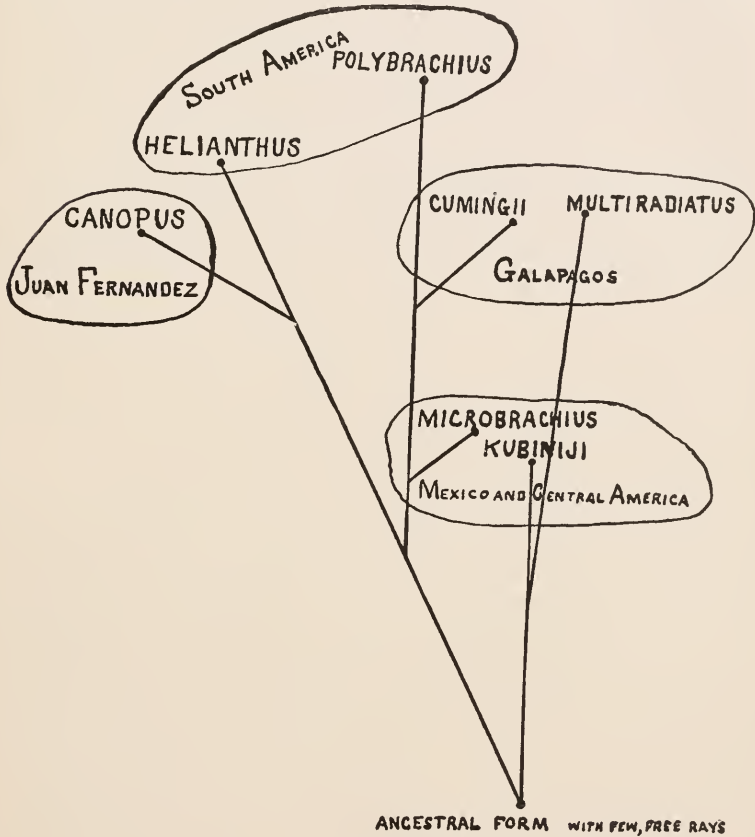 SOUTH AMERICA
POLYBRACHIUS
HELIANTHUS
CANOPUS
JUAN FERNANDEZ
CUMINGII
MULTIRADIATUS
GALAPAGOS
MICROBRACHIUS
KUBINIJI
MEXICO AND CENTRAL AMERICA
ANCESTRAL FORM WITH FEW, FREE RAYS